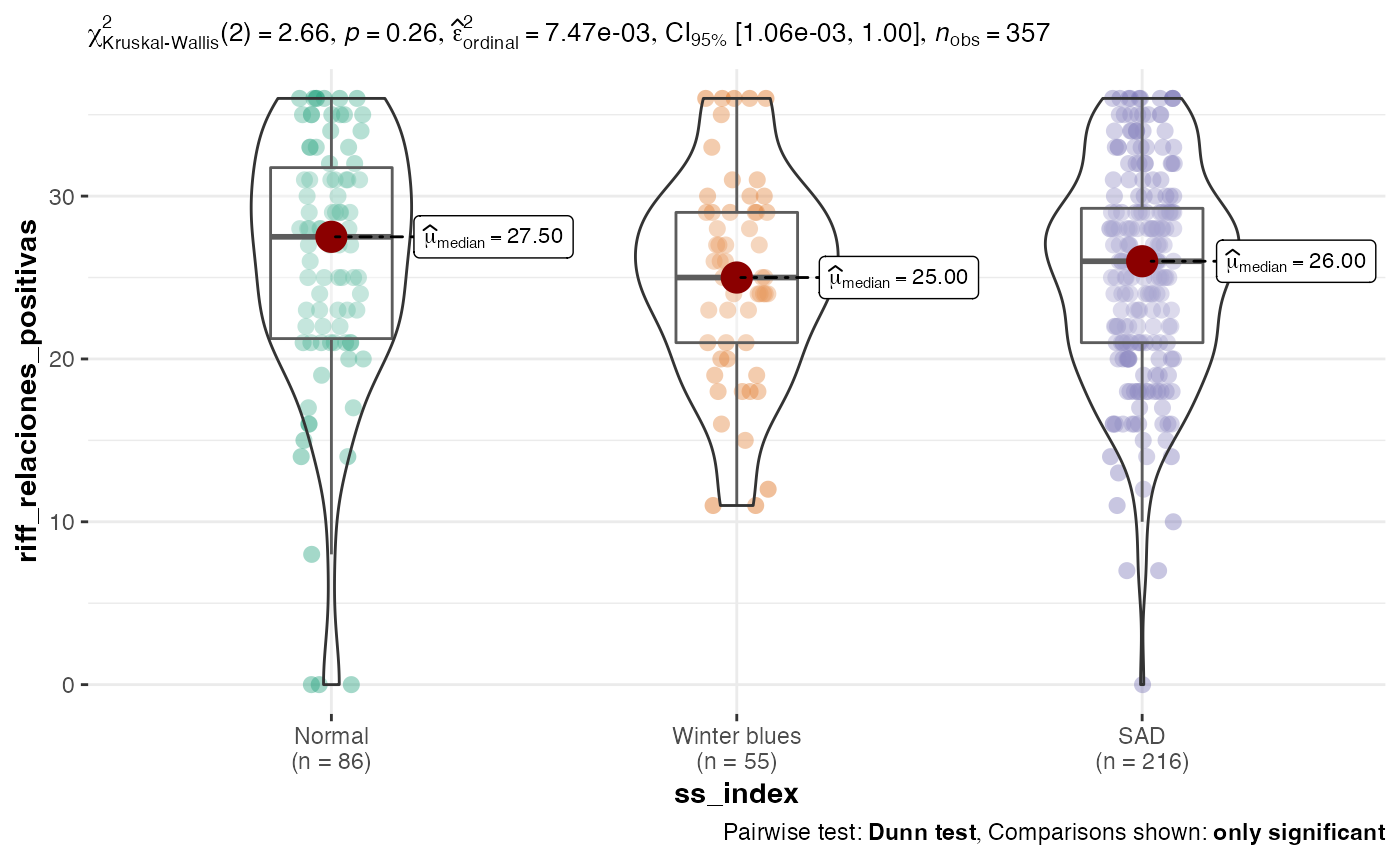 χ²Kruskal-Wallis(2) = 2.66, p = 0.26, ε̂²ordinal = 7.47e-03, CI95% [1.06e-03, 1.00], nobs = 357
30
20
10
0
riff_relaciones_positivas
μ̂median = 27.50
μ̂median = 25.00
μ̂median = 26.00
Normal
(n = 86)
Winter blues
(n = 55)
SAD
(n = 216)
ss_index
Pairwise test: Dunn test, Comparisons shown: only significant